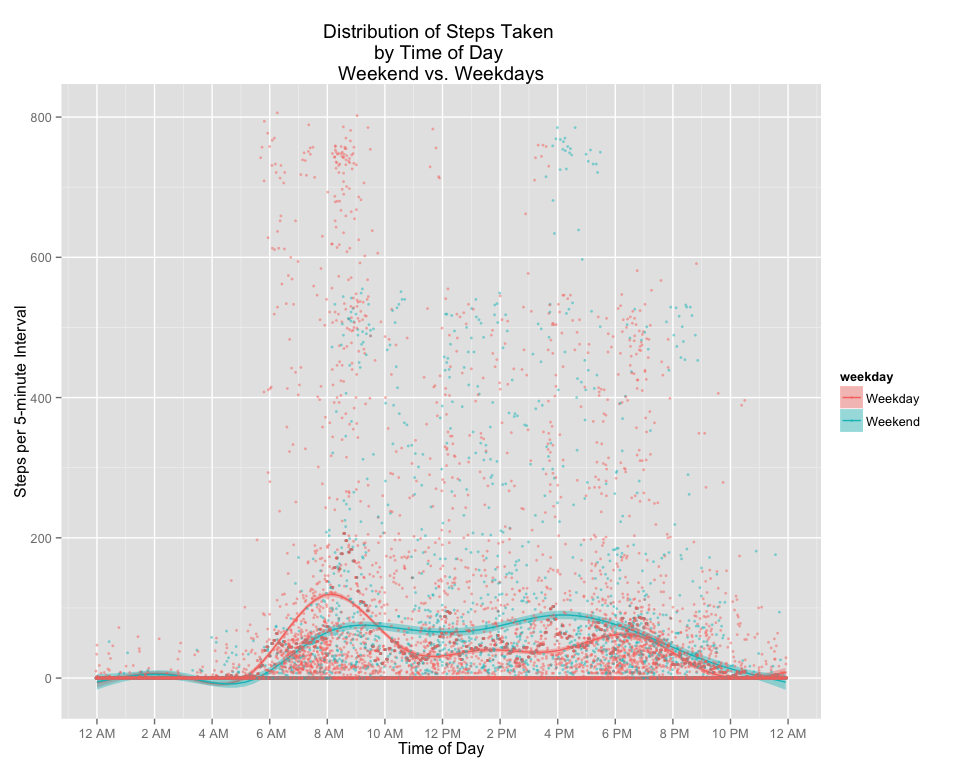 Distribution of Steps Taken
by Time of Day
Weekend vs. Weekdays
800
600
400
200
0
Steps per 5-minute Interval
12 AM 2 AM 4 AM 6 AM 8 AM 10 AM 12 PM 2 PM 4 PM 6 PM 8 PM 10 PM 12 AM
Time of Day
weekday
Weekday
Weekend